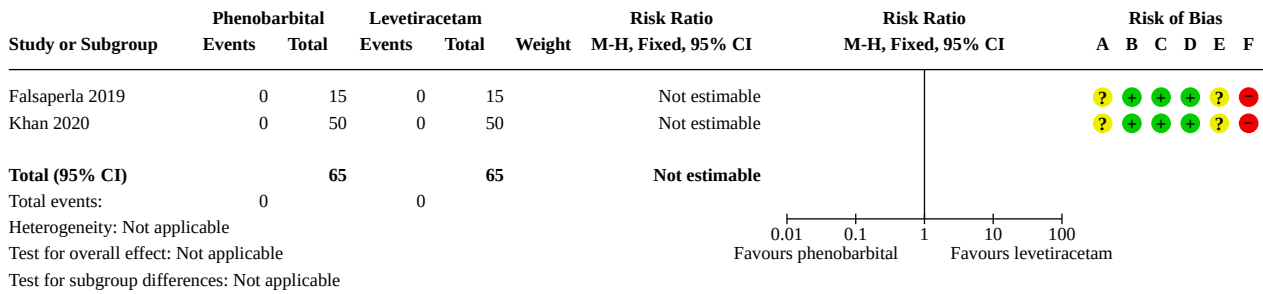 Phenobarbital Levetiracetam Risk Ratio Risk Ratio Risk of Bias
Study or Subgroup Events Total Events Total Weight M-H, Fixed, 95% CI M-H, Fixed, 95% CI A B C D E F
Falsaperla 2019 0 15 0 15 Not estimable ? + + + ? −
Khan 2020 0 50 0 50 Not estimable ? + + + ? −
Total (95% CI) 65 65 Not estimable
Total events: 0 0
Heterogeneity: Not applicable
0.01 0.1 1 10 100
Test for overall effect: Not applicable Favours phenobarbital Favours levetiracetam
Test for subgroup differences: Not applicable